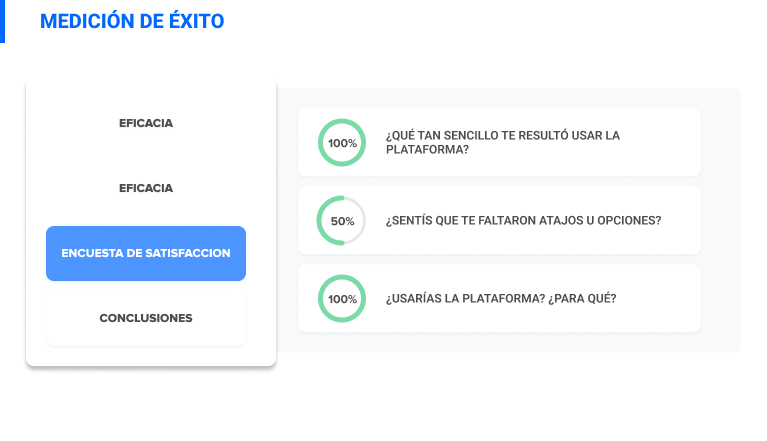 MEDICIÓN DE ÉXITO
EFICACIA
EFICACIA
ENCUESTA DE SATISFACCION
CONCLUSIONES
100%
¿QUÉ TAN SENCILLO TE RESULTÓ USAR LA
PLATAFORMA?
50%
¿SENTÍS QUE TE FALTARON ATAJOS U OPCIONES?
100%
¿USARÍAS LA PLATAFORMA? ¿PARA QUÉ?